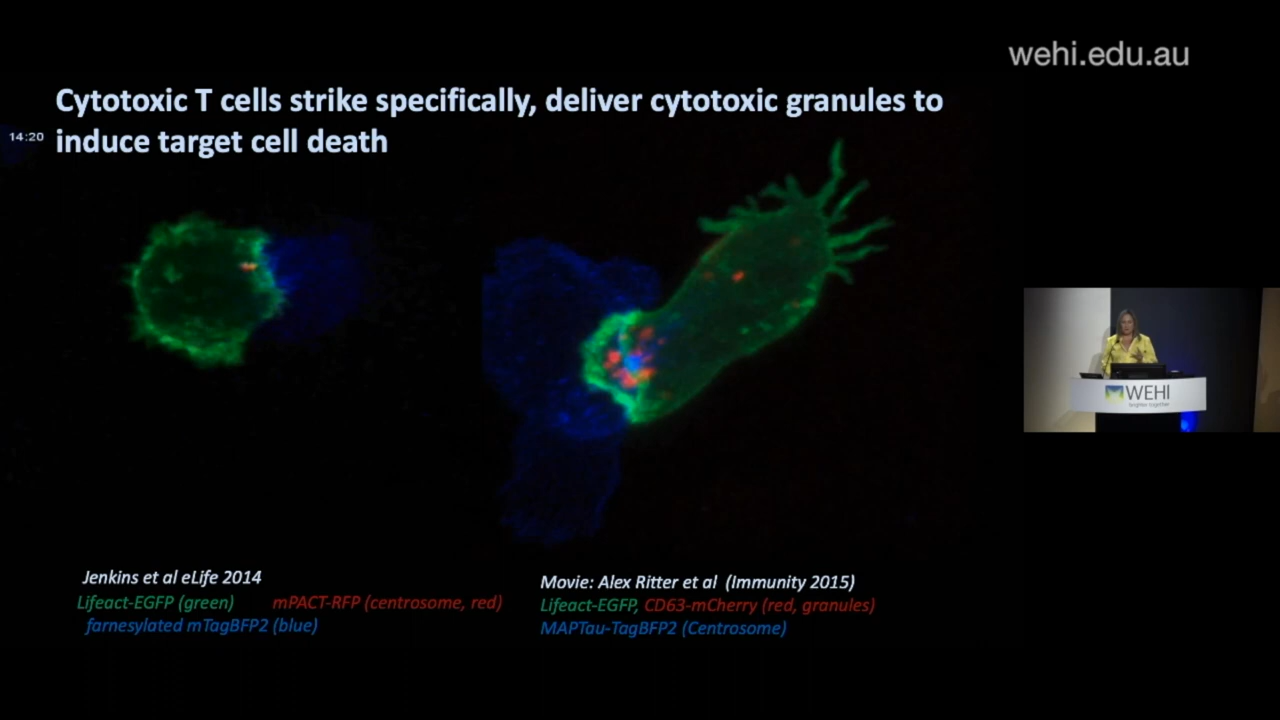 wehi.edu.au
Cytotoxic T cells strike specifically, deliver cytotoxic granules to
14:20
induce target cell death
WEHI
brighter together
Jenkins et al eLife 2014
Lifeact-EGFP (green) mPACT-RFP (centrosome, red)
farnesylated mTagBFP2 (blue)
Movie: Alex Ritter et al (Immunity 2015)
Lifeact-EGFP, CD63-mCherry (red, granules)
MAPTau-TagBFP2 (Centrosome)